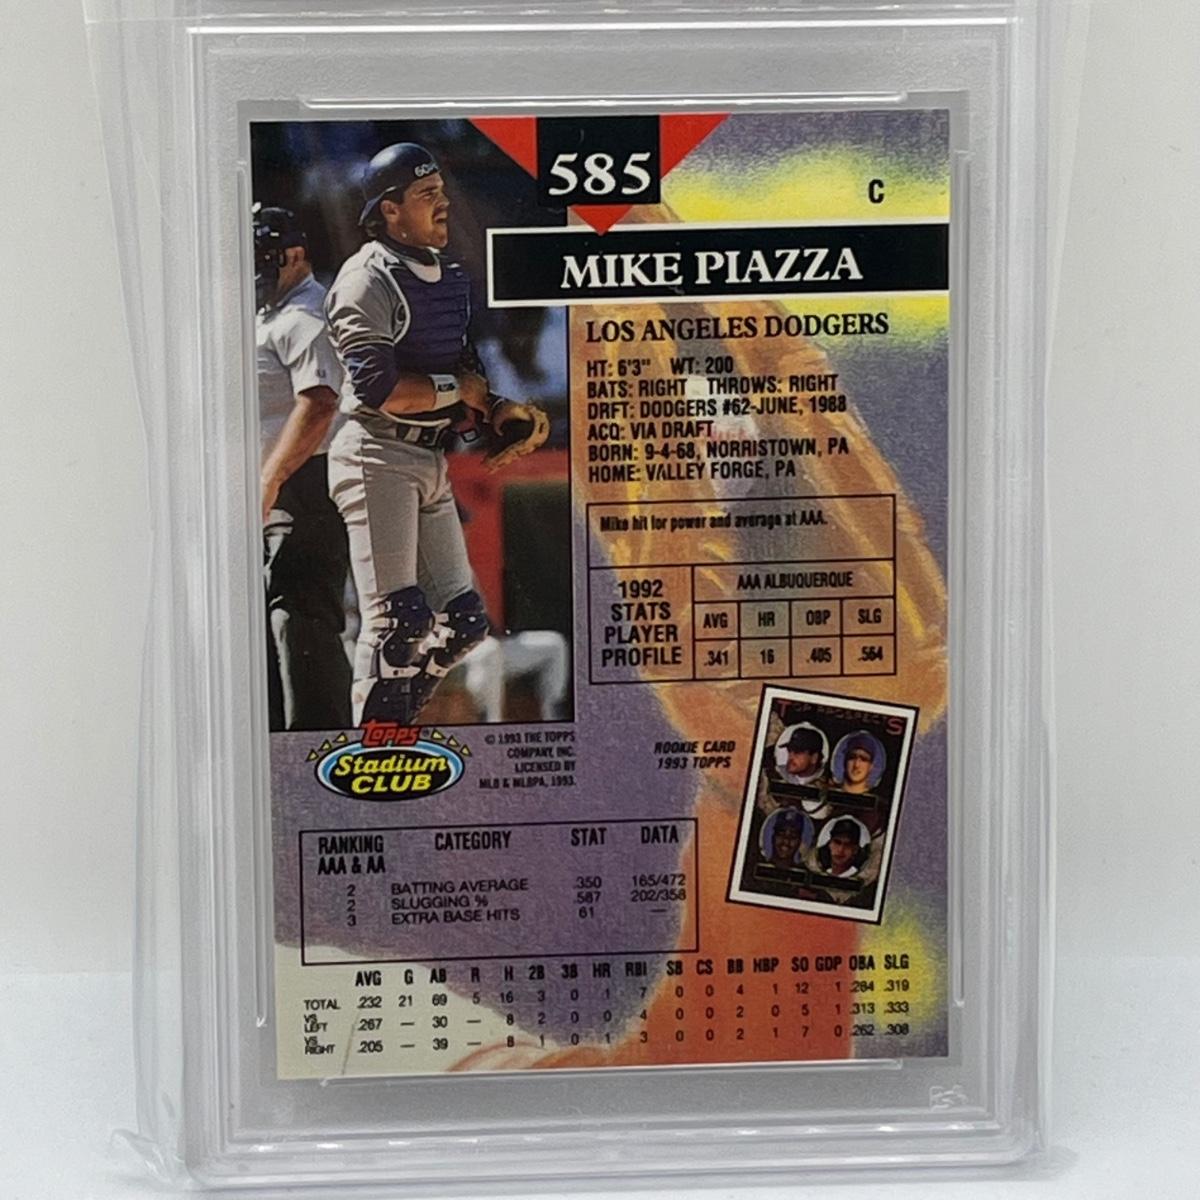 585
C
MIKE PIAZZA
LOS ANGELES DODGERS
HT: 6'3" WT: 200
BATS: RIGHT THROWS: RIGHT
DRFT: DODGERS #62-JUNE, 1988
ACQ: VIA DRAFT
BORN: 9-4-68, NORRISTOWN, PA
HOME: VALLEY FORGE, PA
Mike hit for power and average at AAA.
1992 STATS PLAYER PROFILE
AAA ALBUQUERQUE
AVG HR OBP SLG
.341 16 .405 .564
Topps
Stadium
CLUB
© 1993 THE TOPPS
COMPANY, INC.
LICENSED BY
MLB & MLBPA, 1993.
ROOKIE CARD
1993 TOPPS
TOP PROSPECTS
RANKING CATEGORY STAT DATA
AAA & AA
2 BATTING AVERAGE .350 165/472
2 SLUGGING % .587 202/358
3 EXTRA BASE HITS 61 —
AVG G AB R H 2B 3B HR RBI SB CS BB HBP SO GDP OBA SLG
TOTAL .232 21 69 5 16 3 0 1 7 0 0 4 1 12 1 .284 .319
VS LEFT .267 — 30 — 8 2 0 0 4 0 0 2 0 5 1 .313 .333
VS RIGHT .205 — 39 — 8 1 0 1 3 0 0 2 1 7 0 .262 .308